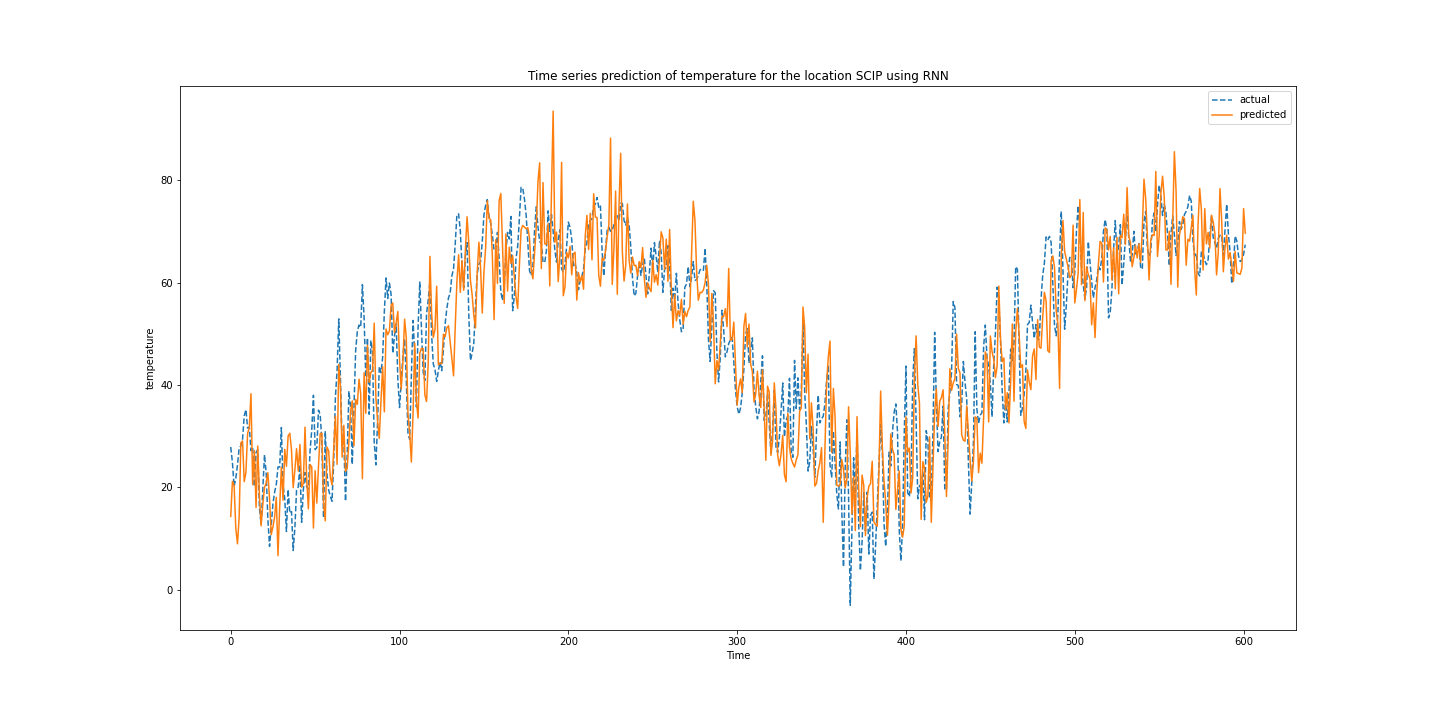 Time series prediction of temperature for the location SCIP using RNN
actual
predicted
temperature
80
60
40
20
0
0 100 200 300 400 500 600
Time